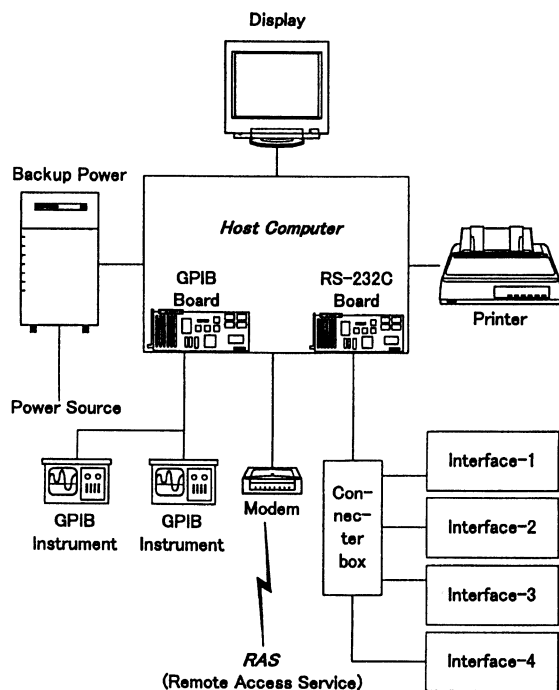 Display
Backup Power
Host Computer
GPIB
Board
RS-232C
Board
Printer
Power Source
GPIB
Instrument
GPIB
Instrument
Modem
Con-
nec-
ter
box
Interface-1
Interface-2
Interface-3
Interface-4
RAS
(Remote Access Service)